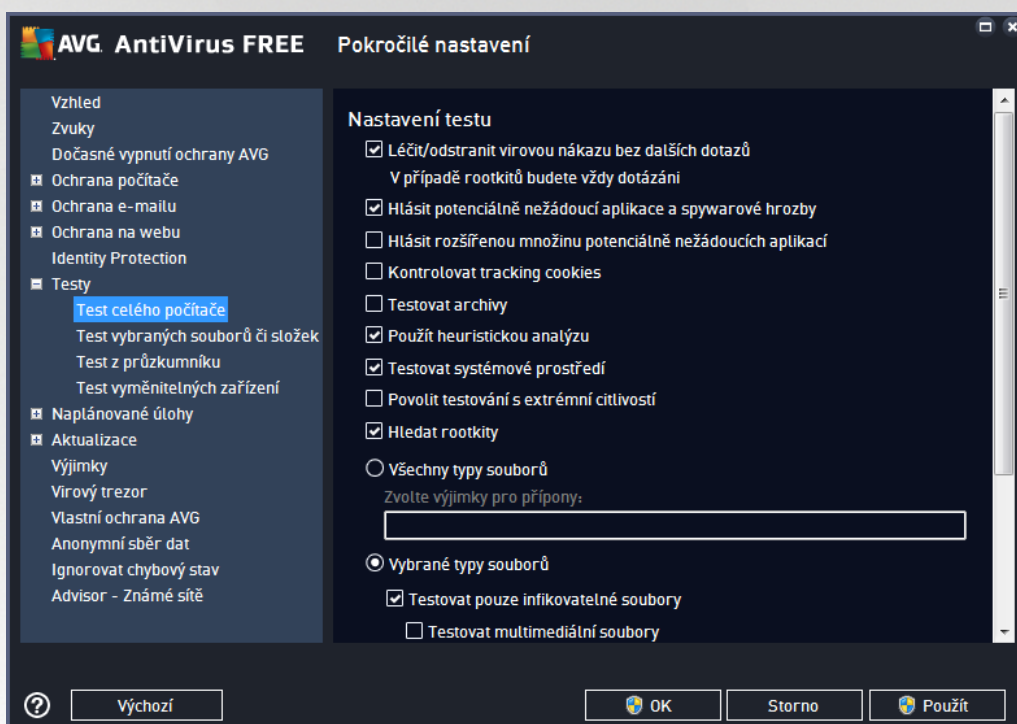 AVG. AntiVirus FREE
Pokročilé nastavení
Vzhled
Zvuky
Dočasné vypnutí ochrany AVG
Ochrana počítače
Ochrana e-mailu
Ochrana na webu
Identity Protection
Testy
Test celého počítače
Test vybraných souborů či složek
Test z průzkumníku
Test vyměnitelných zařízení
Naplánované úlohy
Aktualizace
Výjimky
Virový trezor
Vlastní ochrana AVG
Anonymní sběr dat
Ignorovat chybový stav
Advisor - Známé sítě
Nastavení testu
Léčit/odstranit virovou nákazu bez dalších dotazů
V případě rootkitů budete vždy dotázáni
Hlásit potenciálně nežádoucí aplikace a spywarové hrozby
Hlásit rozšířenou množinu potenciálně nežádoucích aplikací
Kontrolovat tracking cookies
Testovat archivy
Použít heuristickou analýzu
Testovat systémové prostředí
Povolit testování s extrémní citlivostí
Hledat rootkity
Všechny typy souborů
Zvolte výjimky pro přípony:
Vybrané typy souborů
Testovat pouze infikovatelné soubory
Testovat multimediální soubory
Výchozí
OK
Storno
Použít